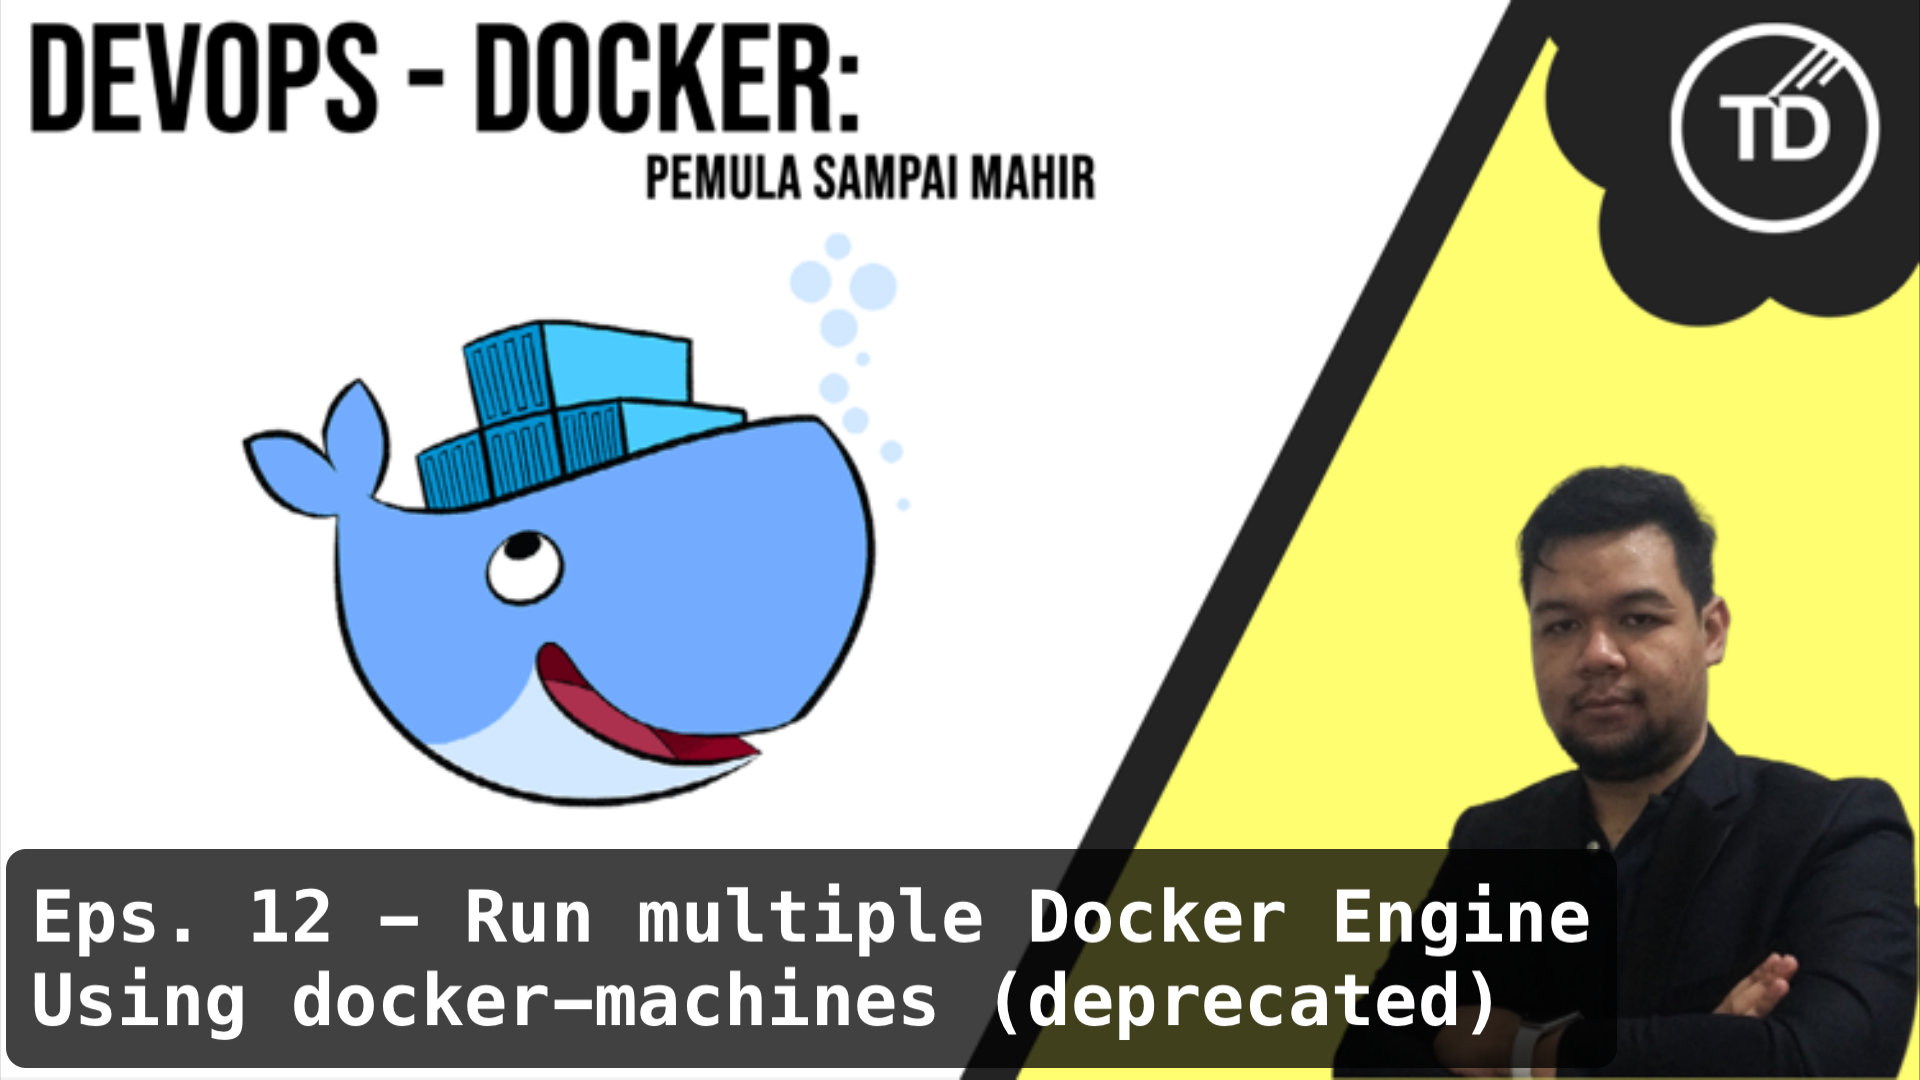 DEVOPS - DOCKER:
PEMULA SAMPAI MAHIR
TD
Eps. 12 - Run multiple Docker Engine
Using docker-machines (deprecated)